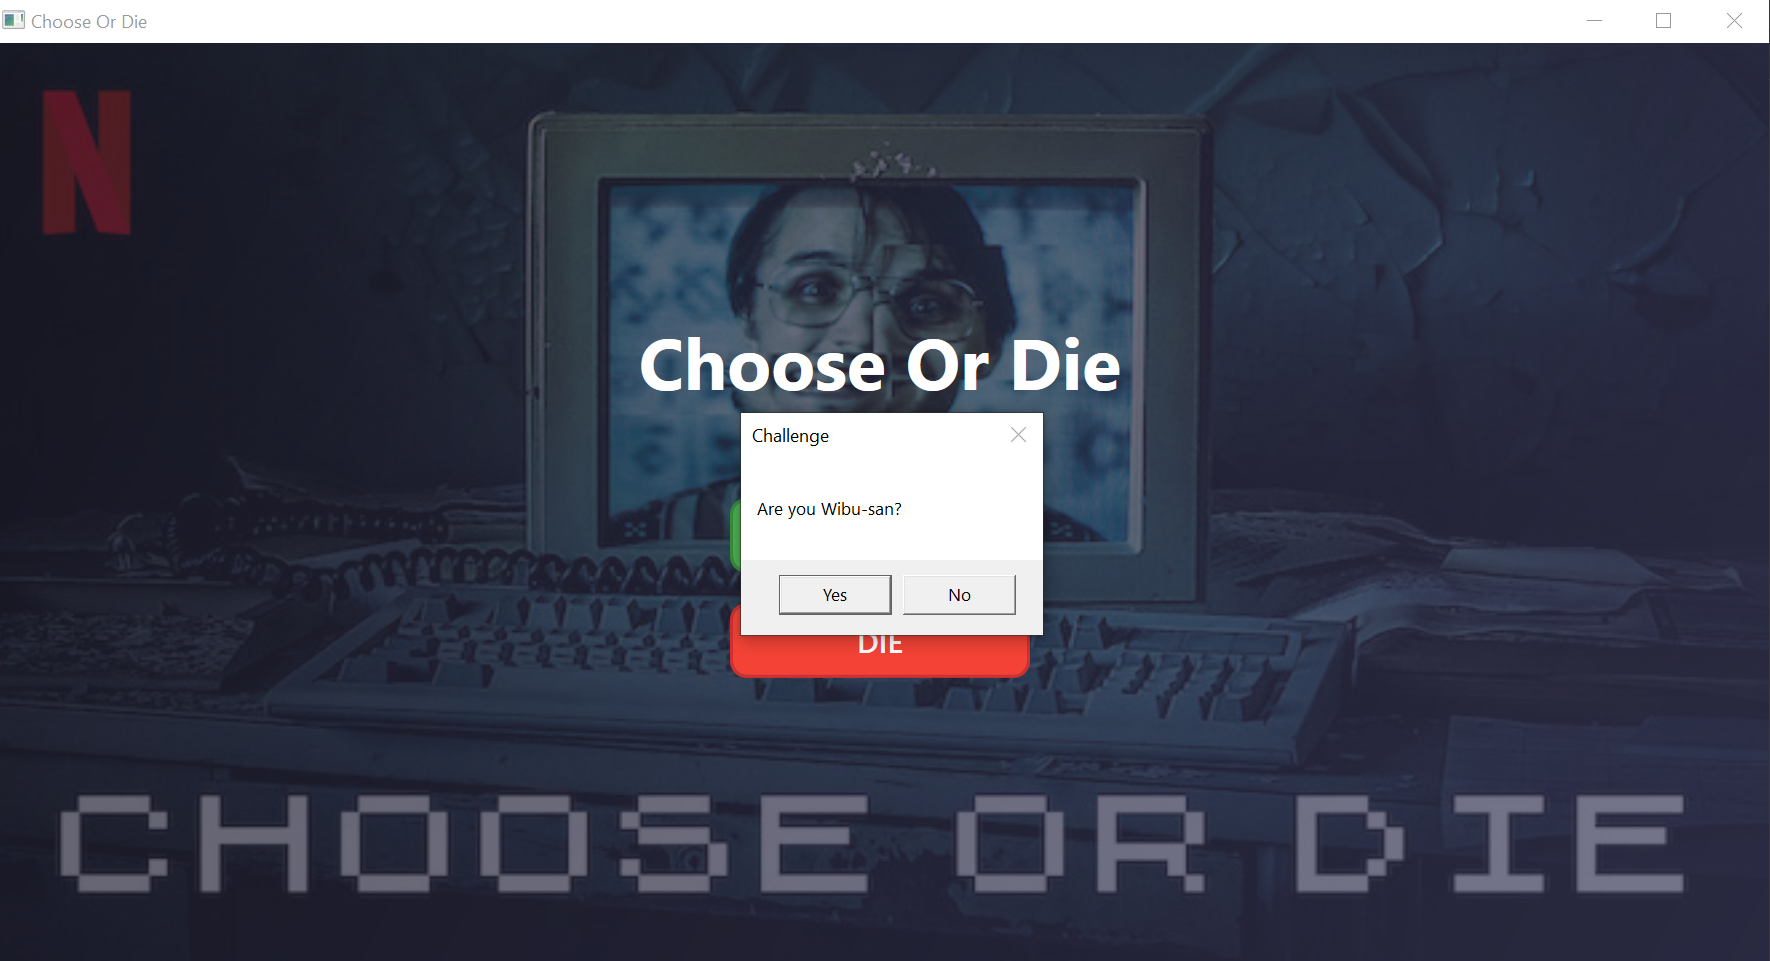 Choose Or Die
N
Choose Or Die
Challenge
Are you Wibu-san?
Yes No
DIE
CHOOSE OR DIE